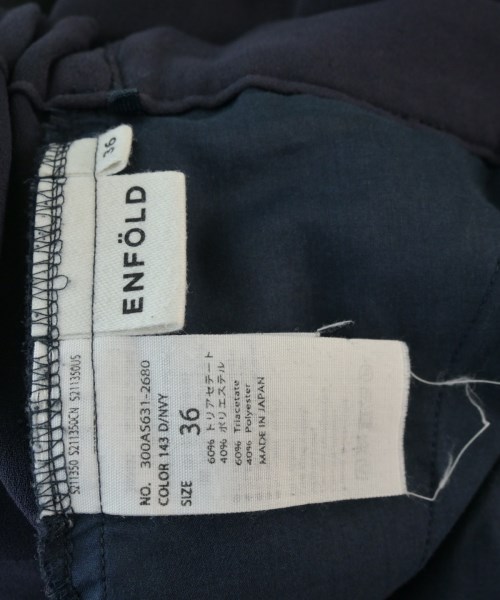 36
ENFÖLD
S211350 S211350CN S211350US
NO. 300AS631-2680
COLOR 143 D/NVY
SIZE 36
60% トリアセテート
40% ポリエステル
60% Triacetate
40% Polyester
MADE IN JAPAN